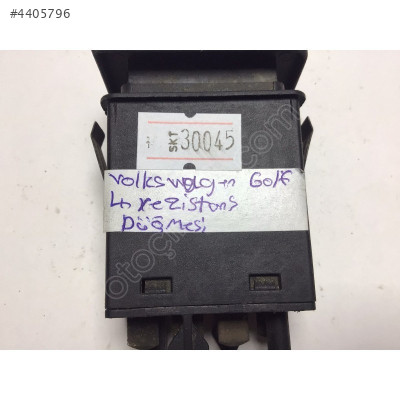 #4405796
SKT 30045
Volkswagen Golf
4 rezistans
Düğmesi